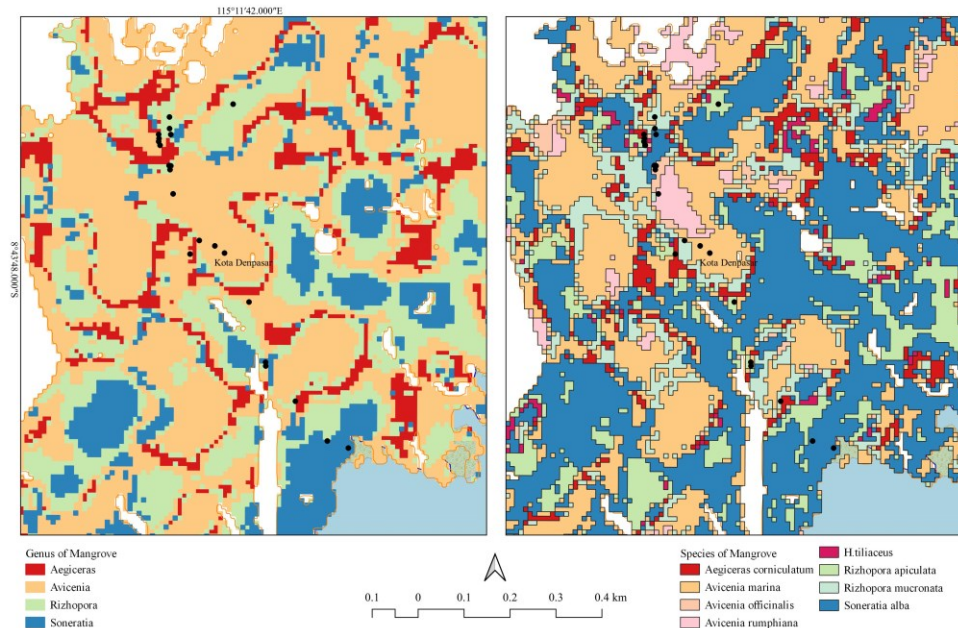 115°11'42.000"E
8°43'48.000"S
Kota Denpasar
Kota Denpasar
Genus of Mangrove
Aegiceras
Avicenia
Rizhopora
Soneratia
0.1 0 0.1 0.2 0.3 0.4 km
Species of Mangrove
Aegiceras corniculatum
Avicenia marina
Avicenia officinalis
Avicenia rumphiana
H.tiliaceus
Rizhopora apiculata
Rizhopora mucronata
Soneratia alba